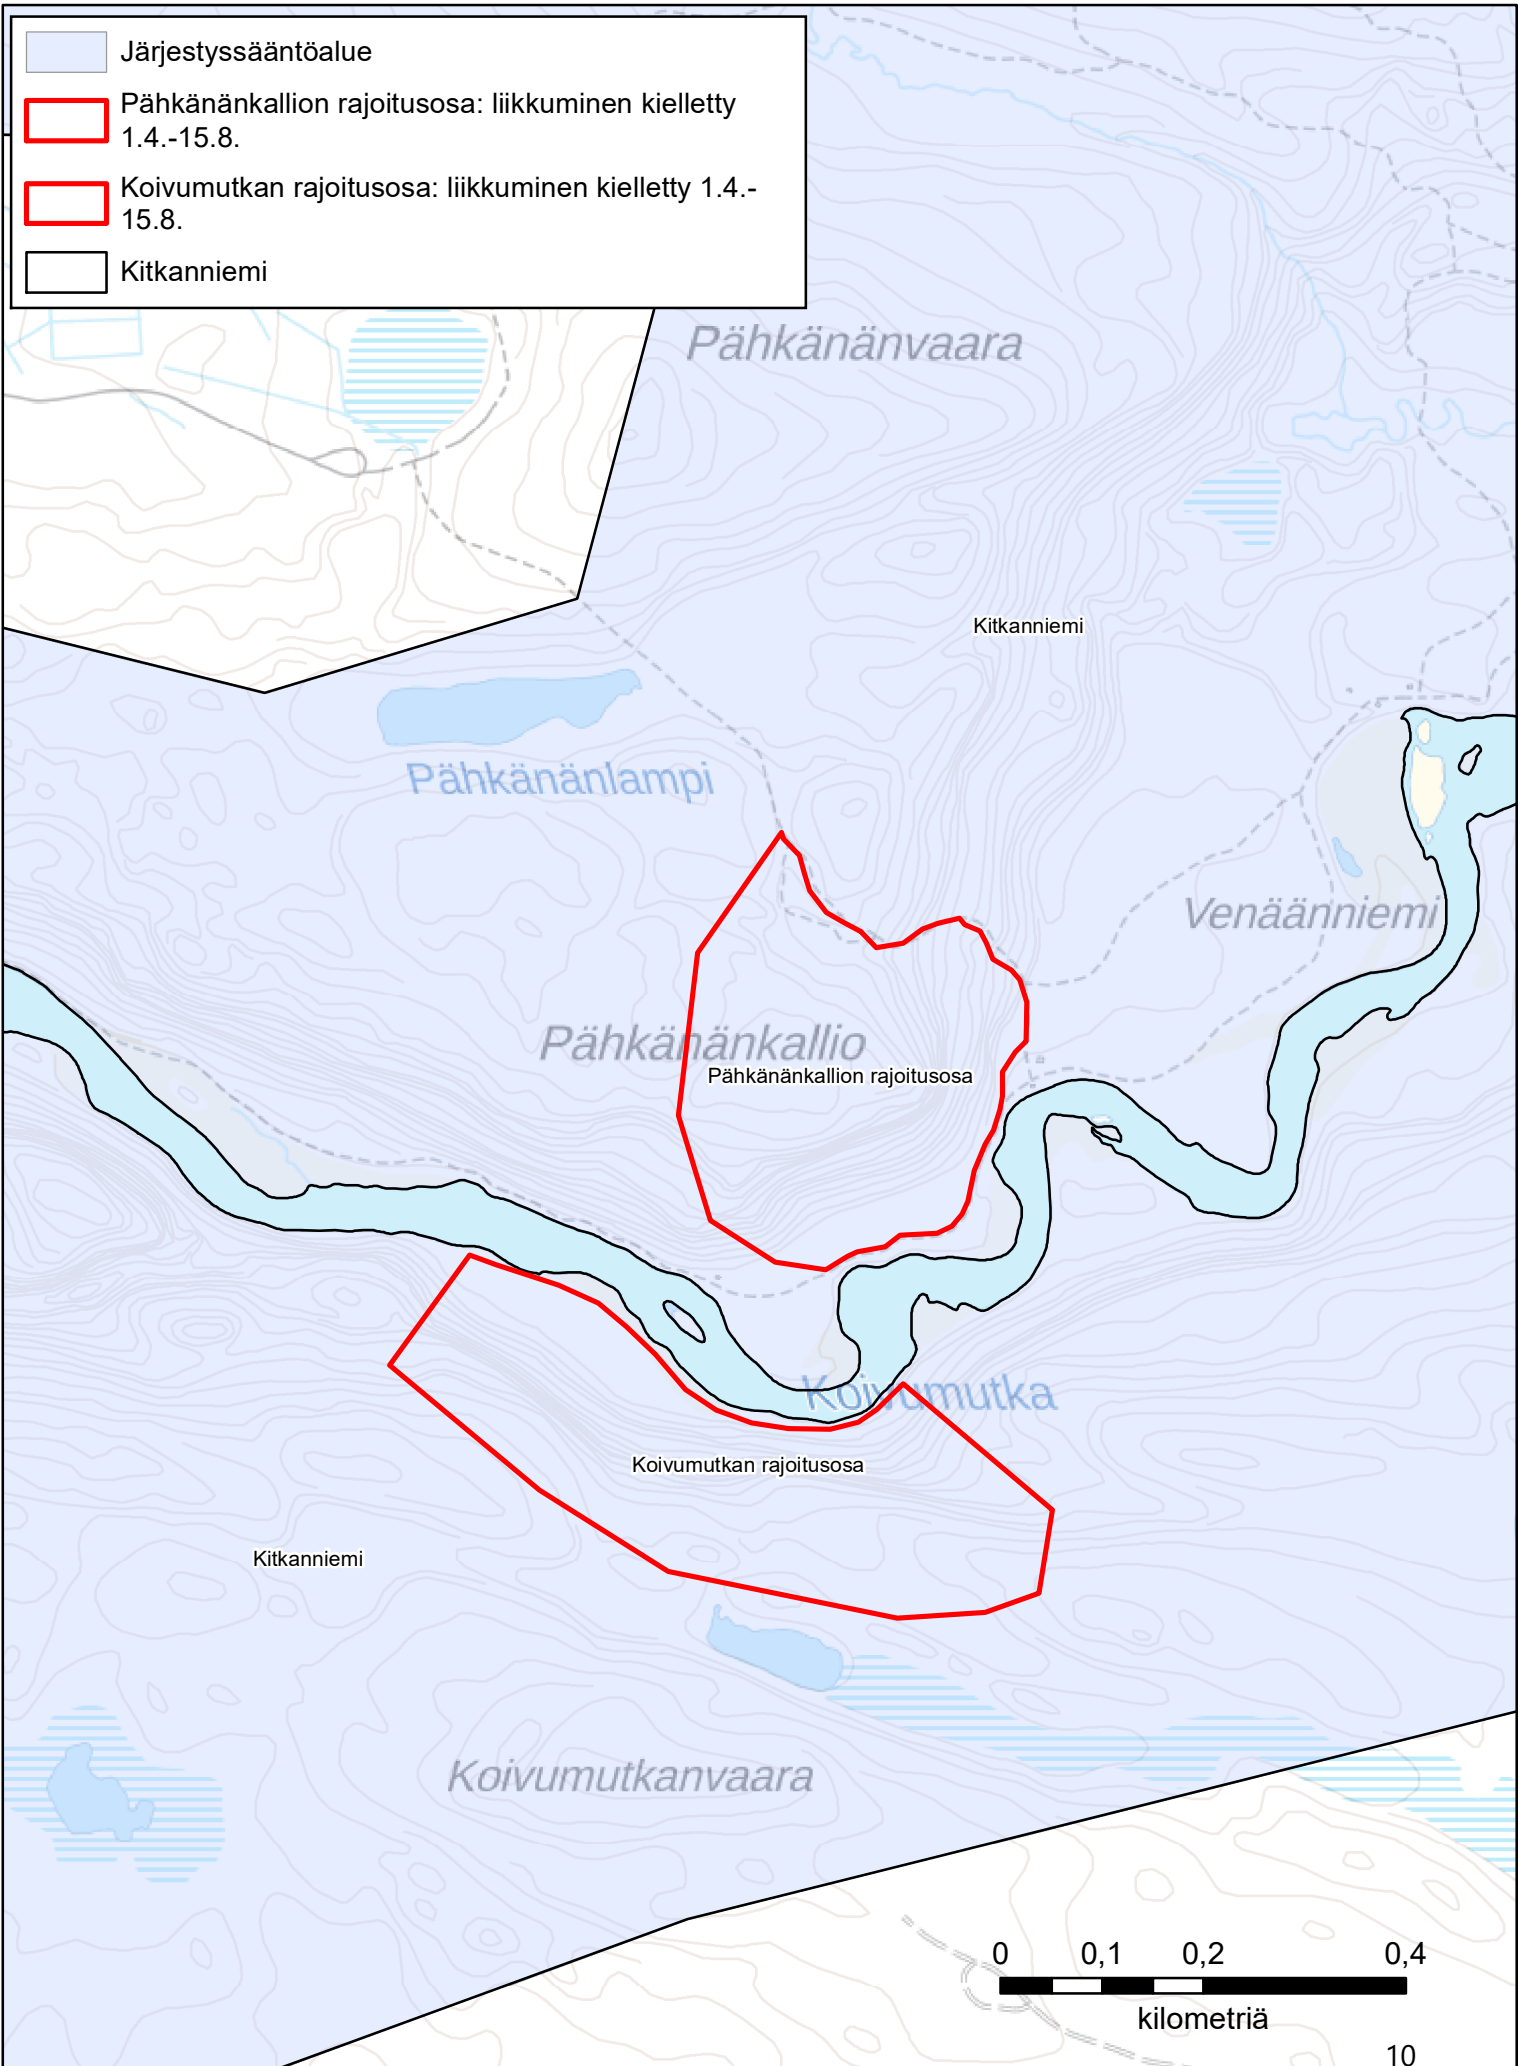 Järjestyssääntöalue
Pähkänänkallion rajoitusosa: liikkuminen kielletty
1.4.-15.8.
Koivumutkan rajoitusosa: liikkuminen kielletty 1.4.-
15.8.
Kitkanniemi
Pähkänänvaara
Kitkanniemi
Pähkänänlampi
Venäänniemi
Pähkänänkallio
Pähkänänkallion rajoitusosa
Koivumutka
Koivumutkan rajoitusosa
Kitkanniemi
Koivumutkanvaara
0 0,1 0,2 0,4
kilometriä
10